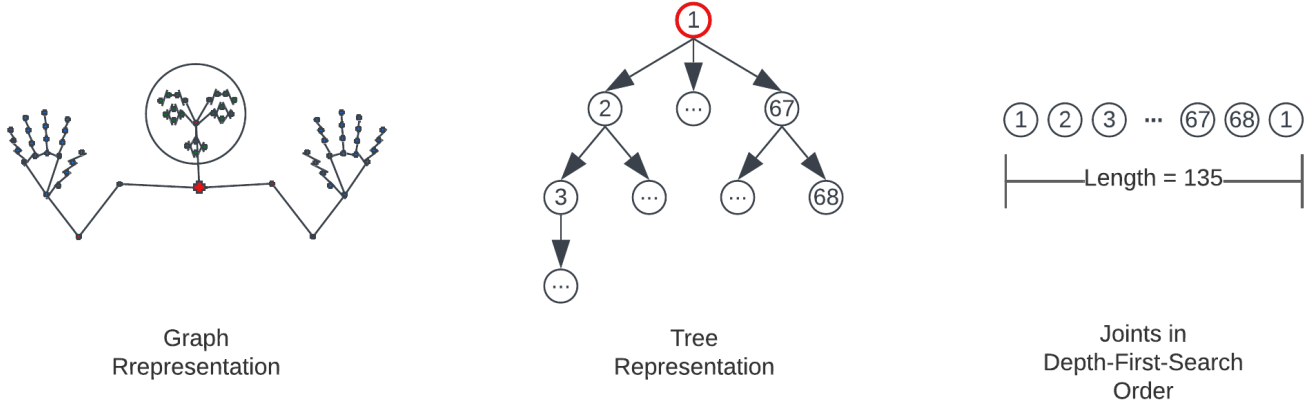 1
2
...
67
3
...
...
68
...
1 2 3 ... 67 68 1
Length = 135
Graph
Rrepresentation
Tree
Representation
Joints in
Depth-First-Search
Order